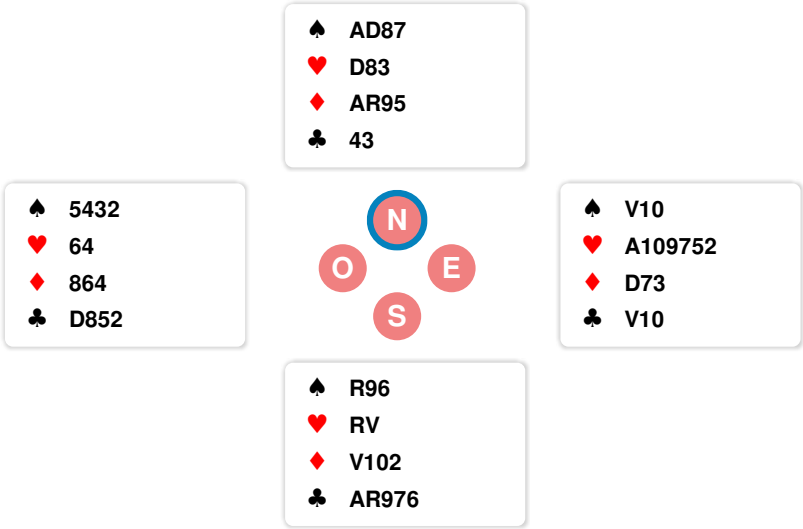 ♠ AD87
♥ D83
♦ AR95
♣ 43
♠ 5432
♥ 64
♦ 864
♣ D852
N
O E
S
♠ V10
♥ A109752
♦ D73
♣ V10
♠ R96
♥ RV
♦ V102
♣ AR976